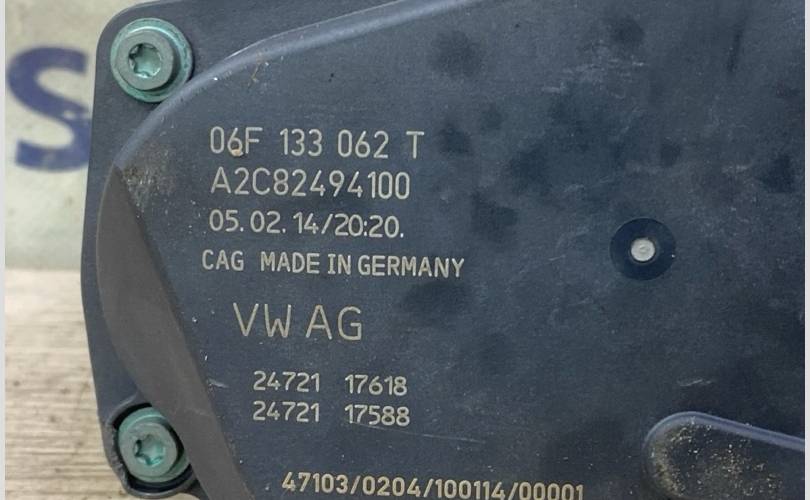 S
06F 133 062 T
A2C82494100
05.02.14/20:20.
CAG MADE IN GERMANY
VW AG
24721 17618
24721 17588
47103/0204/100114/00001